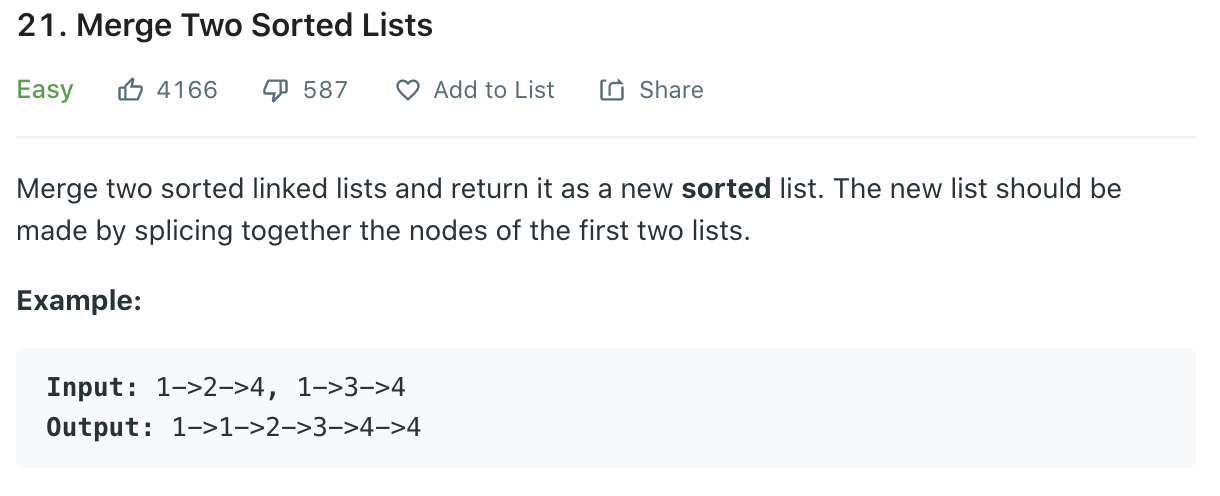 21. Merge Two Sorted Lists
Easy 4166 587 Add to List Share
Merge two sorted linked lists and return it as a new sorted list. The new list should be
made by splicing together the nodes of the first two lists.
Example:
Input: 1->2->4, 1->3->4
Output: 1->1->2->3->4->4